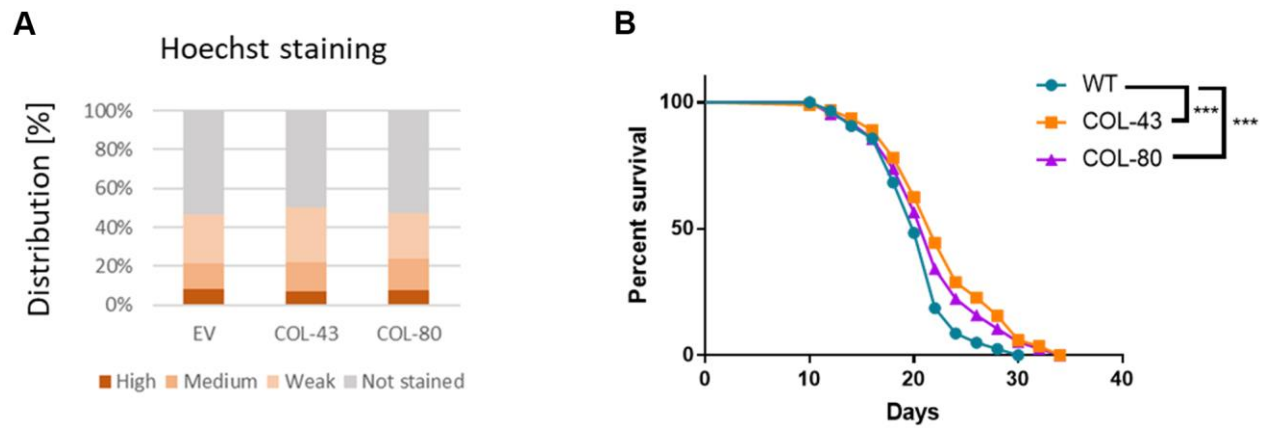 A
Hoechst staining
Distribution [%]
100%
80%
60%
40%
20%
0%
EV COL-43 COL-80
High Medium Weak Not stained
B
Percent survival
100
50
0
0 10 20 30 40
Days
WT
COL-43
COL-80
***
***